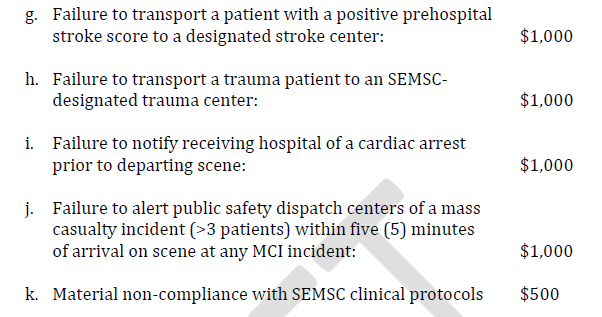 g. Failure to transport a patient with a positive prehospital
stroke score to a designated stroke center: $1,000
h. Failure to transport a trauma patient to an SEMSC-
designated trauma center: $1,000
i. Failure to notify receiving hospital of a cardiac arrest
prior to departing scene: $1,000
j. Failure to alert public safety dispatch centers of a mass
casualty incident (>3 patients) within five (5) minutes
of arrival on scene at any MCI incident: $1,000
k. Material non-compliance with SEMSC clinical protocols $500